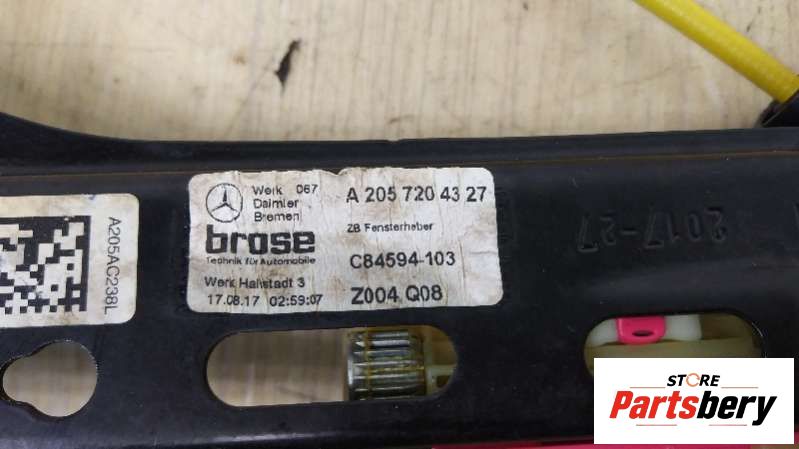 A205AC238L
Werk 067
Daimler
Bremen
A 205 720 43 27
ZB Fensterheber
brose
Technik für Automobile
C84594-103
Werk Hallstadt 3
17.08.17 02:59:07
Z004 Q08
2017-27
STORE
Partsbery